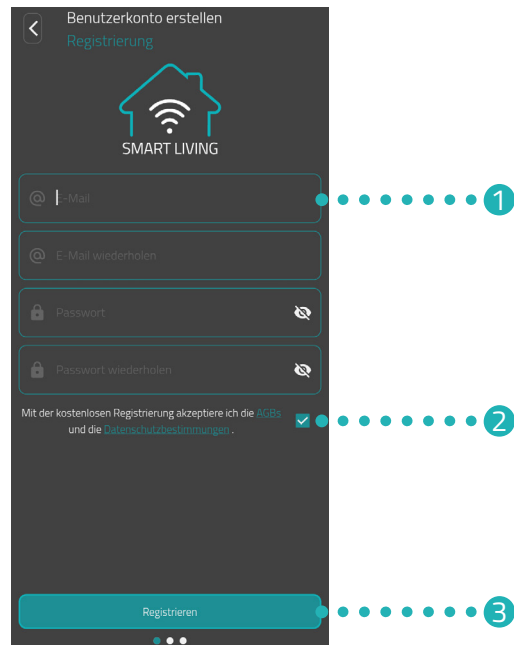 Benutzerkonto erstellen
Registrierung
SMART LIVING
E-Mail
1
E-Mail wiederholen
Passwort
Passwort wiederholen
Mit der kostenlosen Registrierung akzeptiere ich die AGBs
und die Datenschutzbestimmungen .
2
Registrieren
3